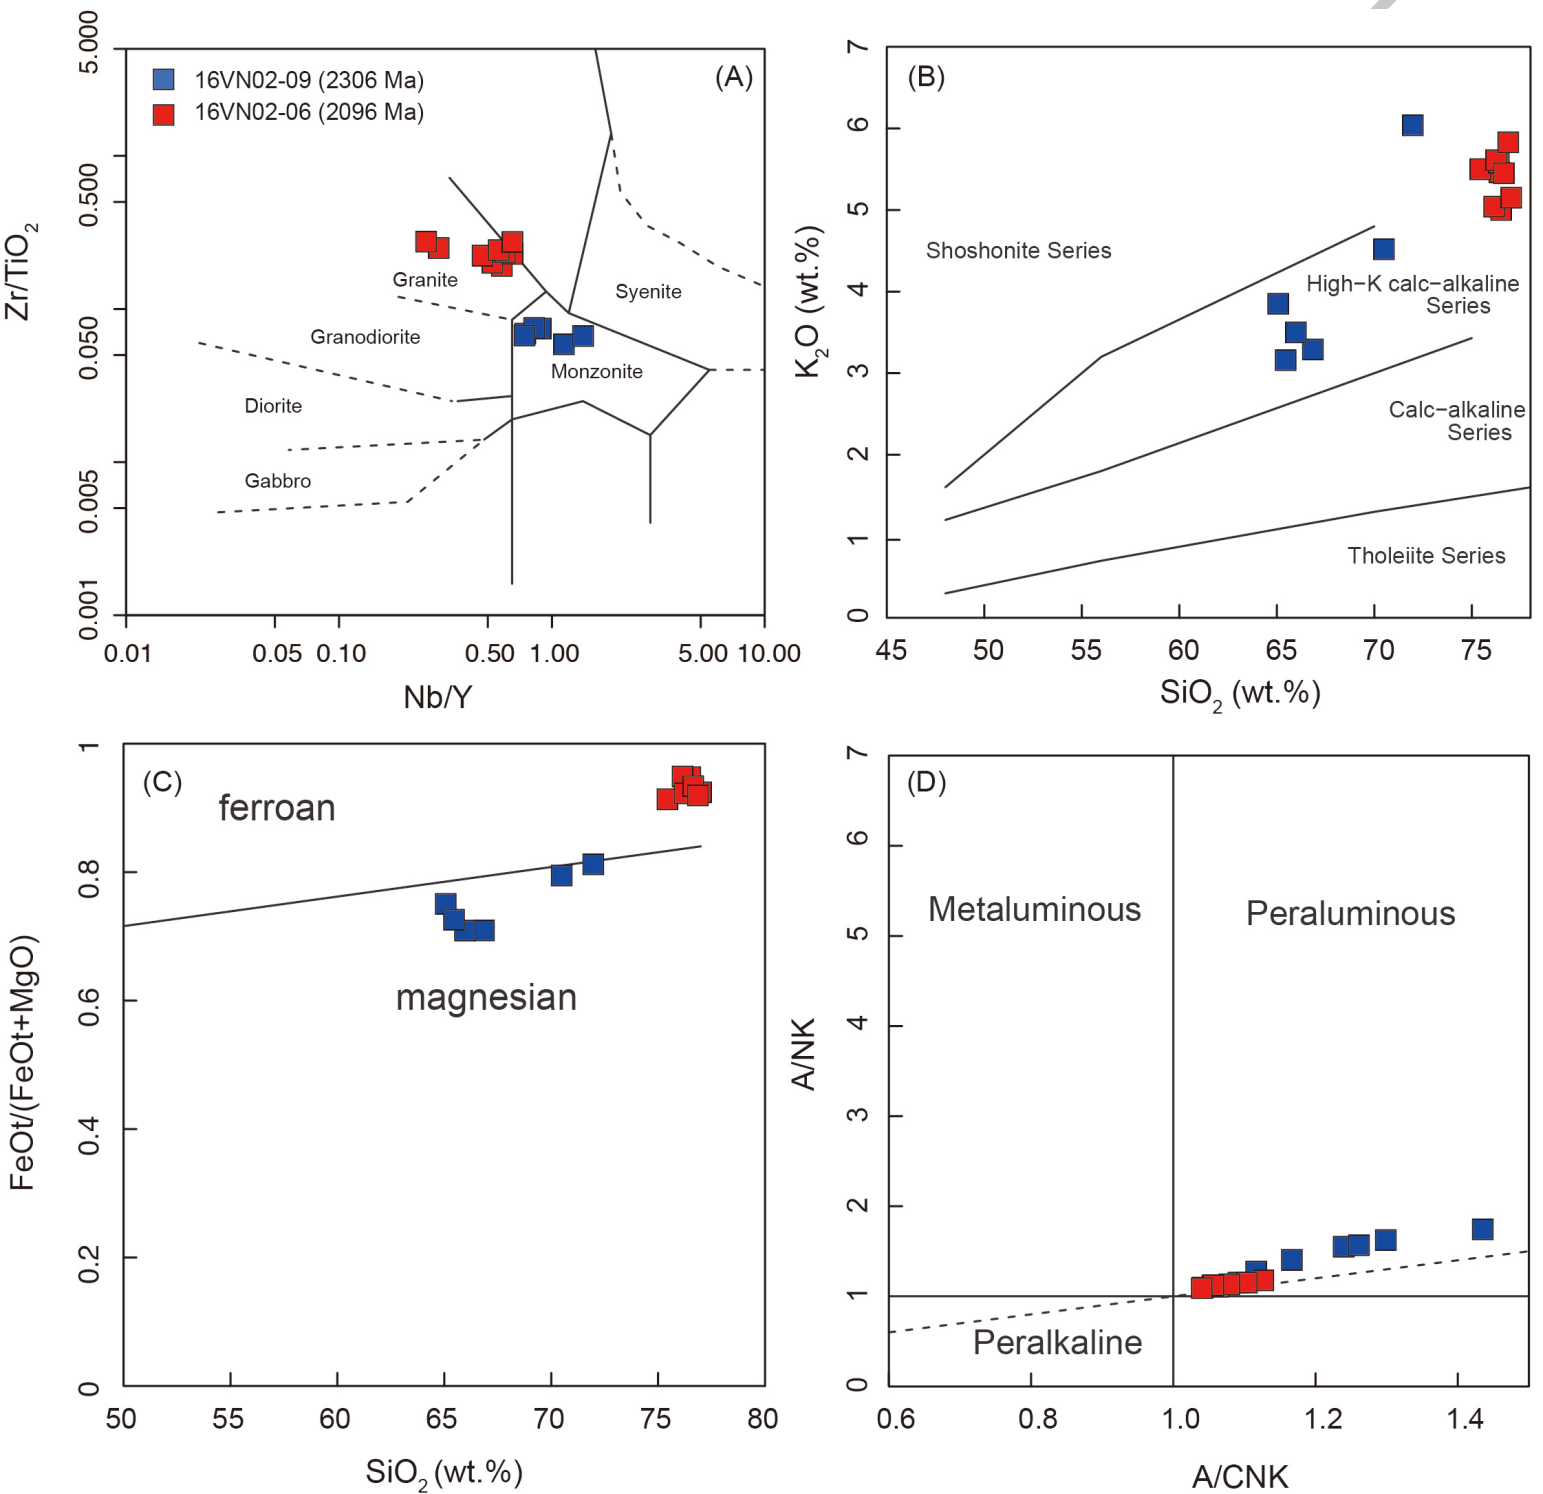 (A)
16VN02-09 (2306 Ma)
16VN02-06 (2096 Ma)
Zr/TiO2
5.000
0.500
0.050
0.005
0.001
Granite
Granodiorite
Diorite
Gabbro
Syenite
Monzonite
0.01 0.05 0.10 0.50 1.00 5.00 10.00
Nb/Y
(B)
K2O (wt.%)
7
6
5
4
3
2
1
0
Shoshonite Series
High−K calc−alkaline
Series
Calc−alkaline
Series
Tholeiite Series
45 50 55 60 65 70 75
SiO2 (wt.%)
(C)
FeOt/(FeOt+MgO)
1
0.8
0.6
0.4
0.2
0
ferroan
magnesian
50 55 60 65 70 75 80
SiO2 (wt.%)
(D)
A/NK
7
6
5
4
3
2
1
0
Metaluminous
Peraluminous
Peralkaline
0.6 0.8 1.0 1.2 1.4
A/CNK